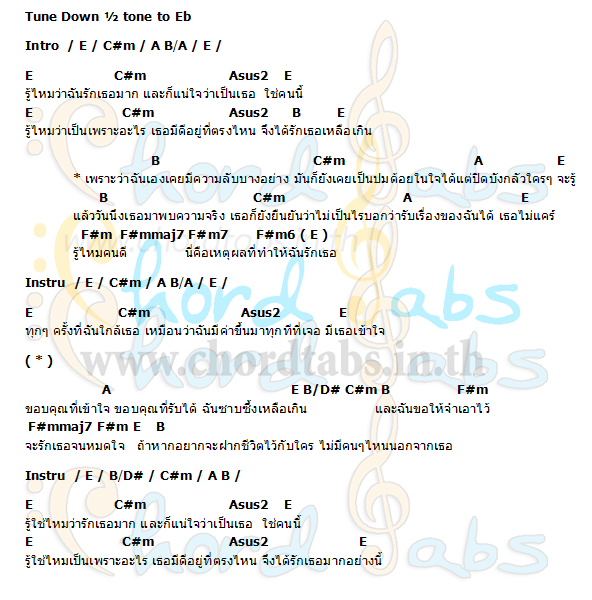 Tune Down ½ tone to Eb
Intro / E / C#m / A B/A / E /
E C#m Asus2 E
รู้ไหมว่าฉันรักเธอมาก และก็แน่ใจว่าเป็นเธอ ใช่คนนี้
E C#m Asus2 B E
รู้ไหมว่าเป็นเพราะอะไร เธอมีดีอยู่ที่ตรงไหน จึงได้รักเธอเหลือเกิน
B C#m A E
* เพราะว่าฉันเองเคยมีความลับบางอย่าง มันก็ยังเคยเป็นปมด้อยในใจได้แต่ปิดบังกลัวใครๆ จะรู้
B C#m A E
แล้ววันนึงเธอมาพบความจริง เธอก็ยังยืนยันว่าไม่เป็นไรบอกว่ารับเรื่องของฉันได้ เธอไม่แคร์
F#m F#mmaj7 F#m7 F#m6 ( E )
รู้ไหมคนดี นี่คือเหตุผลที่ทำให้ฉันรักเธอ
Instru / E / C#m / A B/A / E /
E C#m Asus2 E
ทุกๆ ครั้งที่ฉันใกล้เธอ เหมือนว่าฉันมีค่าขึ้นมาทุกทีที่เจอ มีเธอเข้าใจ
( * )
A E B/D# C#m B F#m
ขอบคุณที่เข้าใจ ขอบคุณที่รับได้ ฉันซาบซึ้งเหลือเกิน และฉันขอให้จำเอาไว้
F#mmaj7 F#m E B
จะรักเธอจนหมดใจ ถ้าหากอยากจะฝากชีวิตไว้กับใคร ไม่มีคนๆไหนนอกจากเธอ
Instru / E / B/D# / C#m / A B /
E C#m Asus2 E
รู้ใช่ไหมว่ารักเธอมาก และก็แน่ใจว่าเป็นเธอ ใช่คนนี้
E C#m Asus2 E
รู้ใช่ไหมเป็นเพราะอะไร เธอมีดีอยู่ที่ตรงไหน จึงได้รักเธอมากอย่างนี้
Chord Tabs
www.chordtabs.in.th